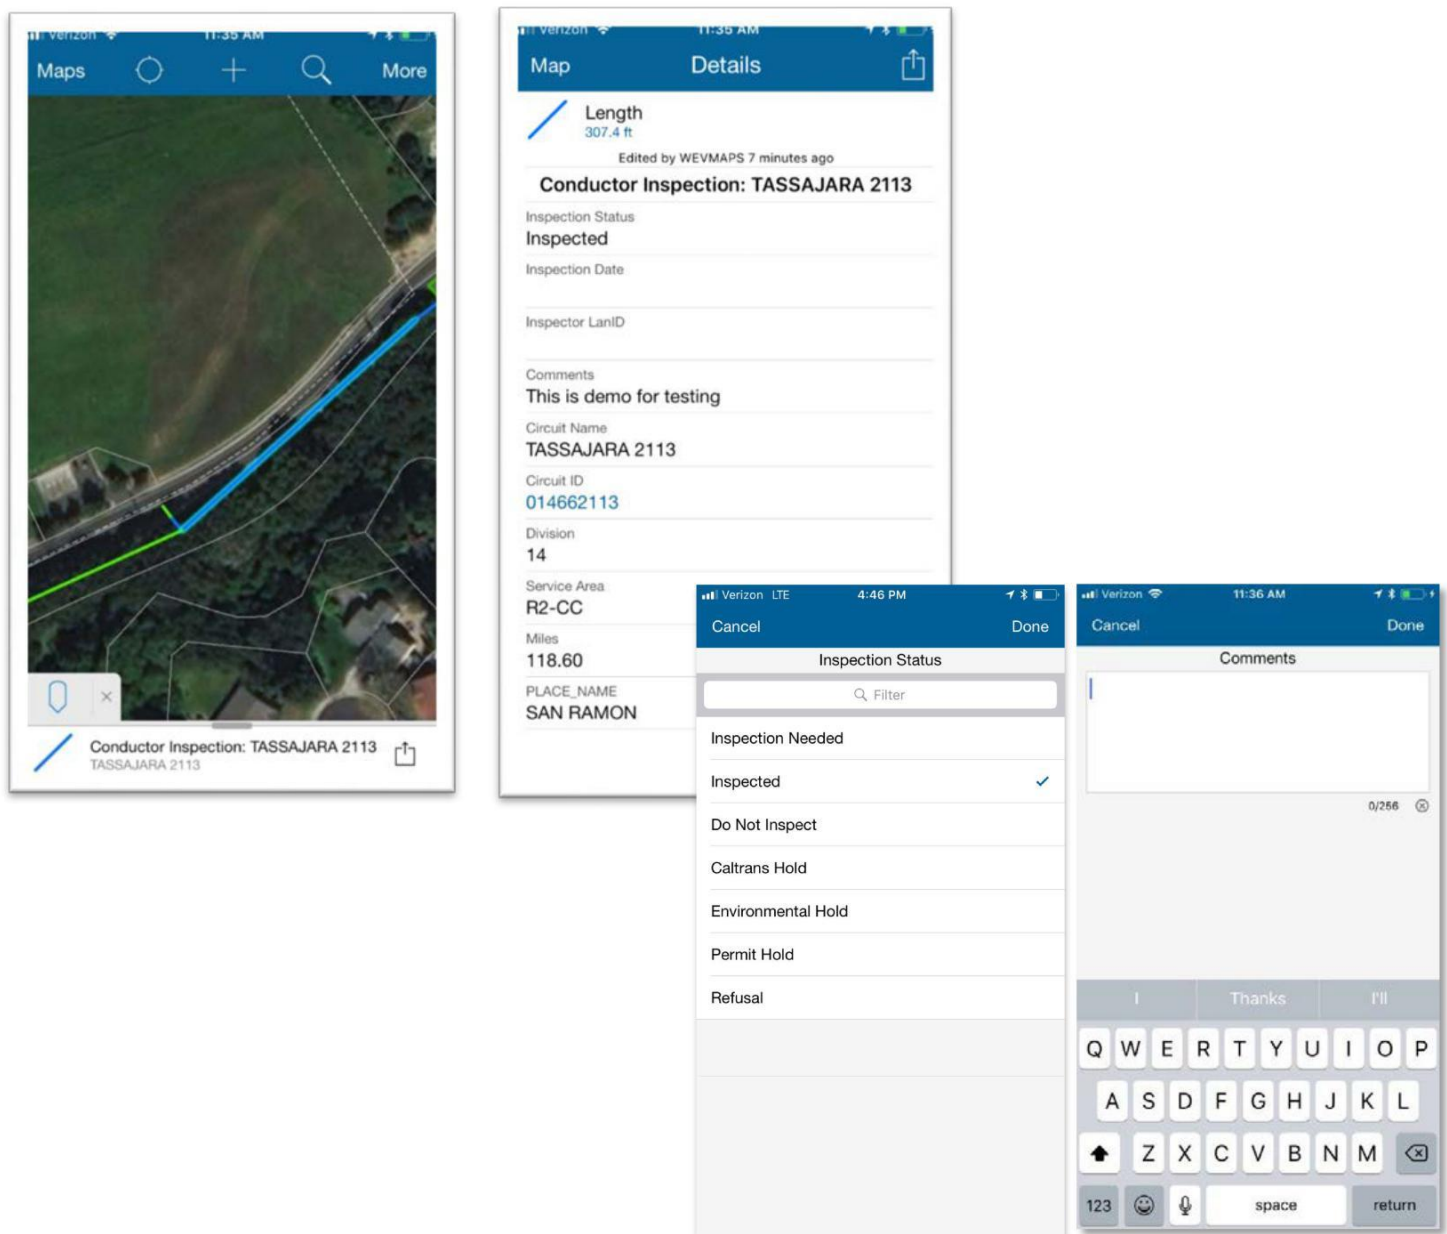 Verizon 11:35 AM
Maps More
Conductor Inspection: TASSAJARA 2113
TASSAJARA 2113
Verizon 11:35 AM
Map Details
Length
307.4 ft
Edited by WEVMAPS 7 minutes ago
Conductor Inspection: TASSAJARA 2113
Inspection Status
Inspected
Inspection Date
Inspector LanID
Comments
This is demo for testing
Circuit Name
TASSAJARA 2113
Circuit ID
014662113
Division
14
Service Area
R2-CC
Miles
118.60
PLACE_NAME
SAN RAMON
Verizon LTE 4:46 PM
Cancel Done
Inspection Status
Filter
Inspection Needed
Inspected
Do Not Inspect
Caltrans Hold
Environmental Hold
Permit Hold
Refusal
Verizon 11:36 AM
Cancel Done
Comments
0/256
I Thanks I'll
Q W E R T Y U I O P
A S D F G H J K L
Z X C V B N M
123 space return